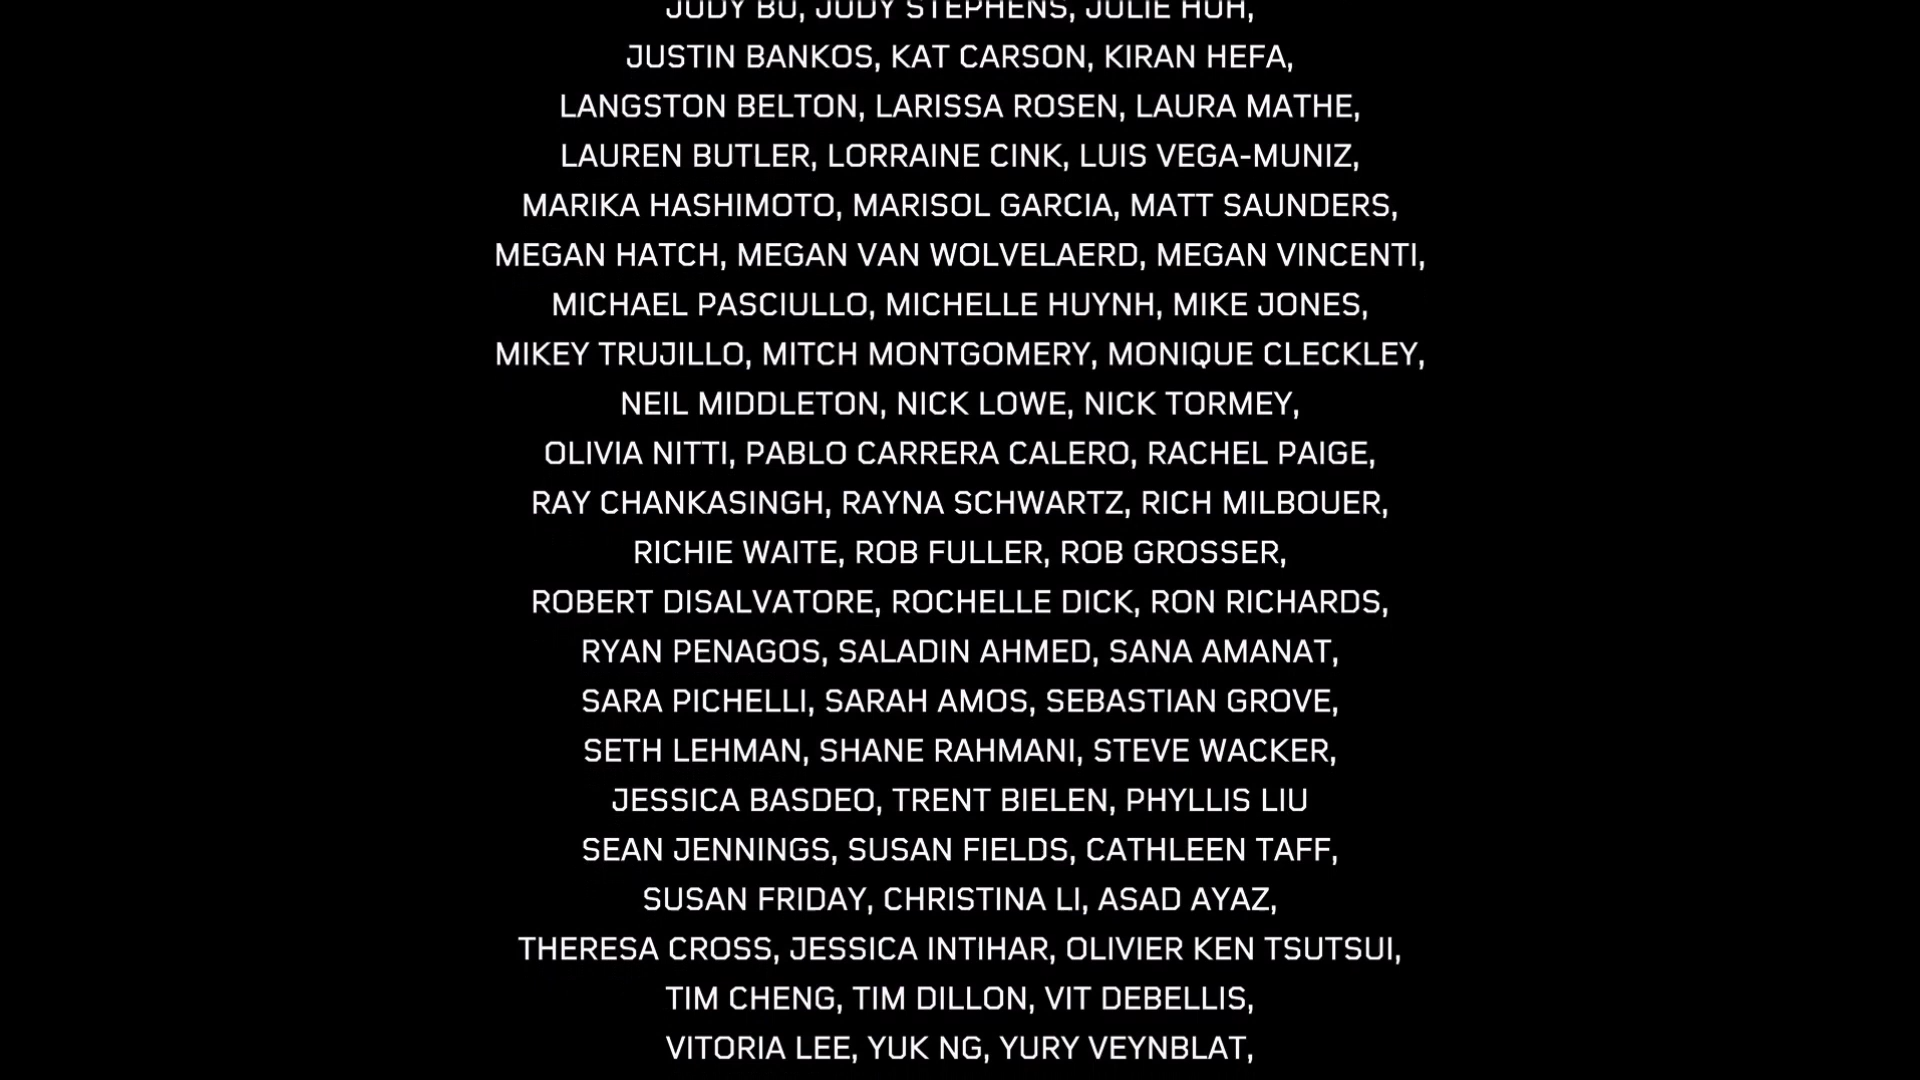 JUDY BU, JUDY STEPHENS, JULIE HUH,
JUSTIN BANKOS, KAT CARSON, KIRAN HEFA,
LANGSTON BELTON, LARISSA ROSEN, LAURA MATHE,
LAUREN BUTLER, LORRAINE CINK, LUIS VEGA-MUNIZ,
MARIKA HASHIMOTO, MARISOL GARCIA, MATT SAUNDERS,
MEGAN HATCH, MEGAN VAN WOLVELAERD, MEGAN VINCENTI,
MICHAEL PASCIULLO, MICHELLE HUYNH, MIKE JONES,
MIKEY TRUJILLO, MITCH MONTGOMERY, MONIQUE CLECKLEY,
NEIL MIDDLETON, NICK LOWE, NICK TORMEY,
OLIVIA NITTI, PABLO CARRERA CALERO, RACHEL PAIGE,
RAY CHANKASINGH, RAYNA SCHWARTZ, RICH MILBOUER,
RICHIE WAITE, ROB FULLER, ROB GROSSER,
ROBERT DISALVATORE, ROCHELLE DICK, RON RICHARDS,
RYAN PENAGOS, SALADIN AHMED, SANA AMANAT,
SARA PICHELLI, SARAH AMOS, SEBASTIAN GROVE,
SETH LEHMAN, SHANE RAHMANI, STEVE WACKER,
JESSICA BASDEO, TRENT BIELEN, PHYLLIS LIU
SEAN JENNINGS, SUSAN FIELDS, CATHLEEN TAFF,
SUSAN FRIDAY, CHRISTINA LI, ASAD AYAZ,
THERESA CROSS, JESSICA INTIHAR, OLIVIER KEN TSUTSUI,
TIM CHENG, TIM DILLON, VIT DEBELLIS,
VITORIA LEE, YUK NG, YURY VEYNBLAT,